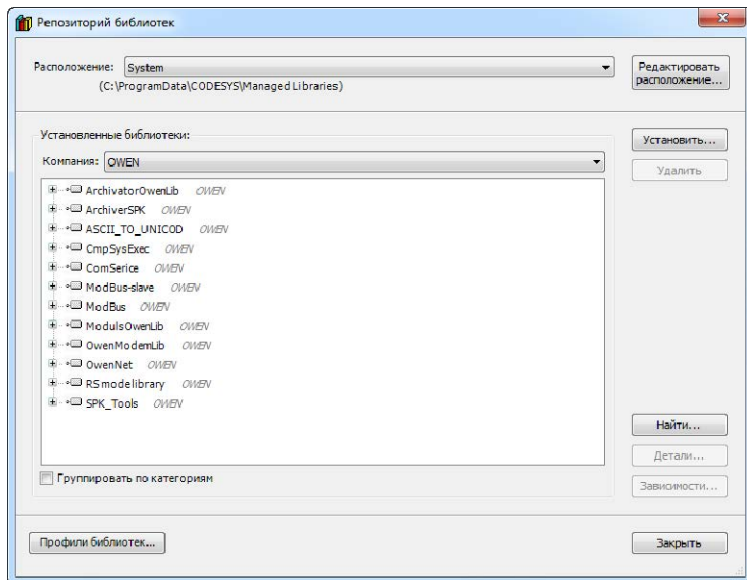 Репозиторий библиотек
Расположение: System
(C:\ProgramData\CODESYS\Managed Libraries)
Редактировать расположение...
Установленные библиотеки:
Компания: OWEN
Установить...
Удалить
ArchivatorOwenLib OWEN
ArchiverSPK OWEN
ASCII_TO_UNICOD OWEN
CmpSysExec OWEN
ComSerice OWEN
ModBus-slave OWEN
ModBus OWEN
ModulsOwenLib OWEN
OwenModemLib OWEN
OwenNet OWEN
RS mode library OWEN
SPK_Tools OWEN
Найти...
Детали...
Зависимости...
Группировать по категориям
Профили библиотек...
Закрыть